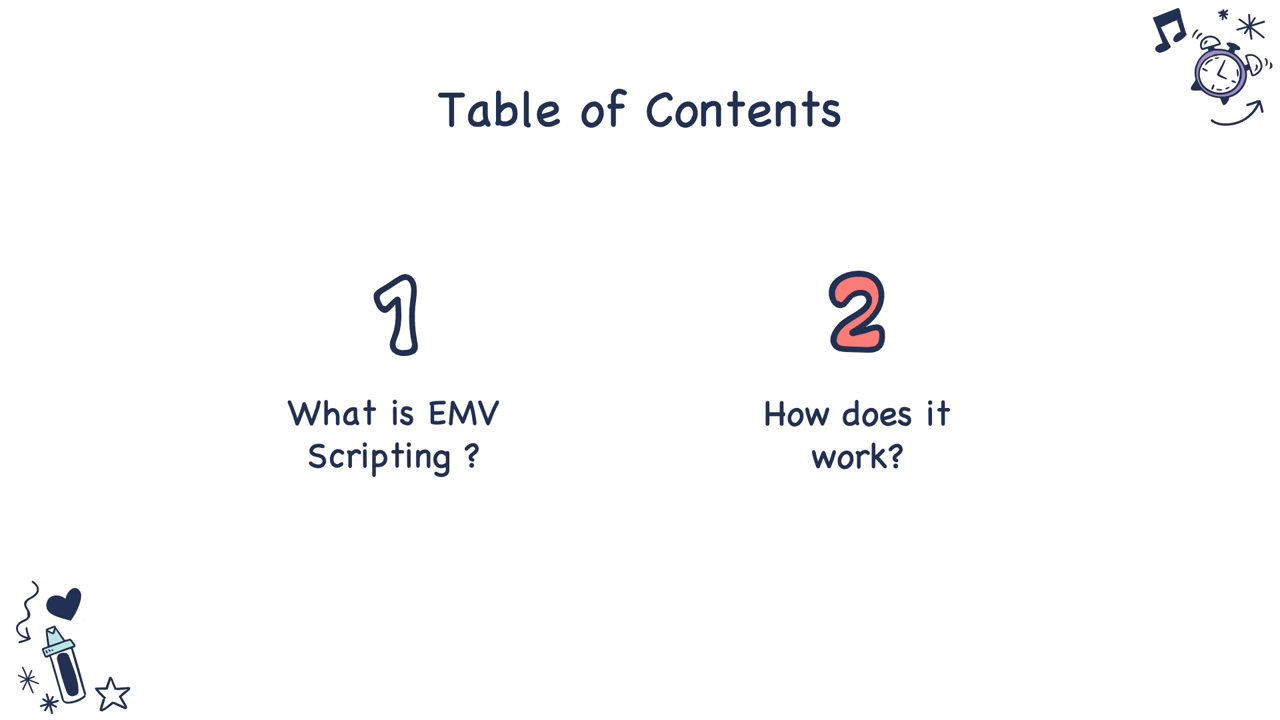 Table of Contents
1
What is EMV
Scripting ?
2
How does it
work?